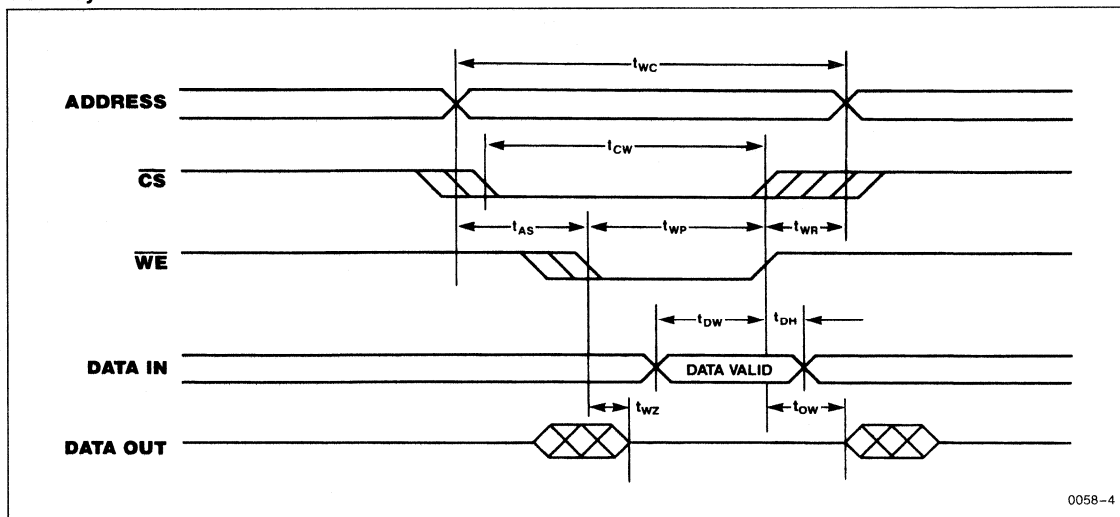 tWC
ADDRESS
tCW
CS
tAS tWP tWR
WE
tDW tDH
DATA IN DATA VALID
tWZ tOW
DATA OUT
0058-4